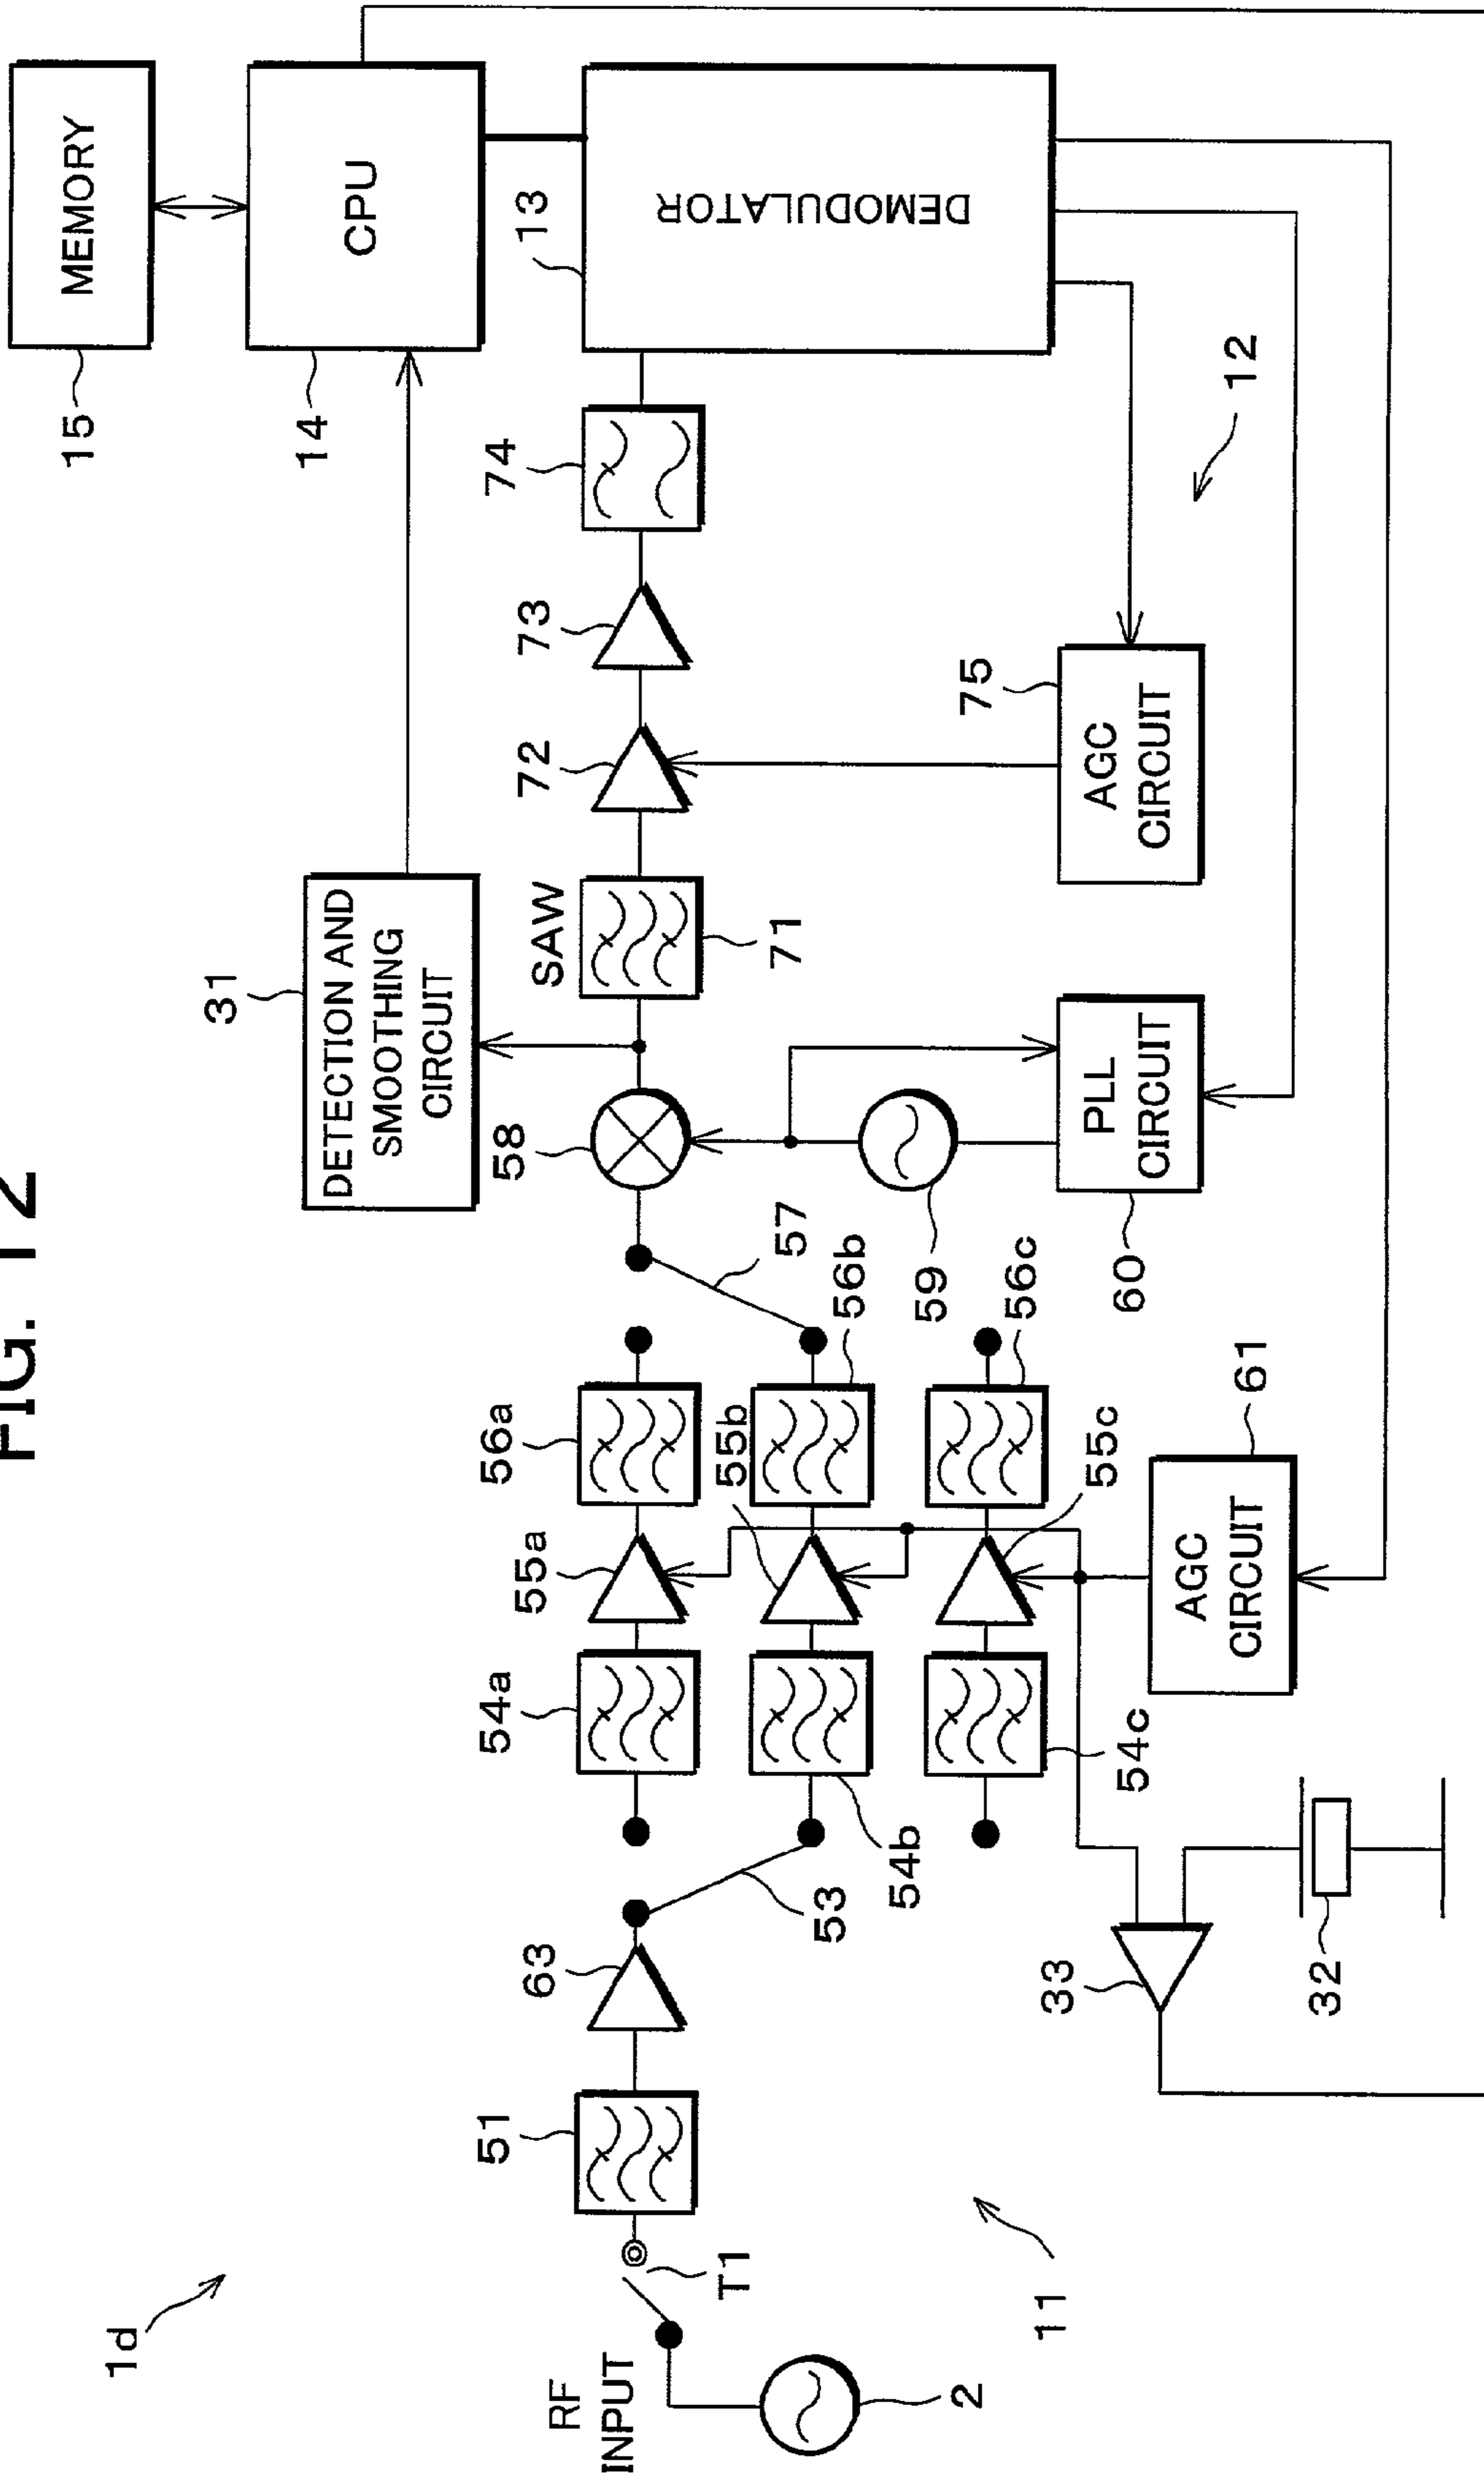 FIG. 12
1d
MEMORY
15
CPU
14
DETECTION AND
SMOOTHING
CIRCUIT
31
DEMODULATOR
13
RF
INPUT
2
T1
51
63
53
54a
55a
56a
54b
55b
56b
54c
55c
56c
57
58
59
SAW
71
72
73
74
PLL
CIRCUIT
60
AGC
CIRCUIT
75
AGC
CIRCUIT
61
33
32
11
12